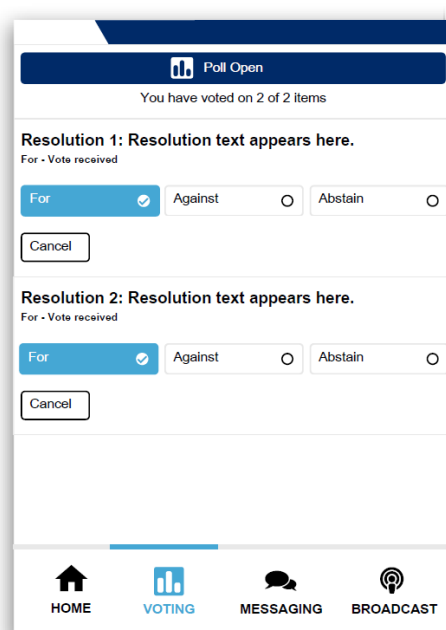 Poll Open
You have voted on 2 of 2 items
Resolution 1: Resolution text appears here.
For - Vote received
For Against Abstain
Cancel
Resolution 2: Resolution text appears here.
For - Vote received
For Against Abstain
Cancel
HOME VOTING MESSAGING BROADCAST